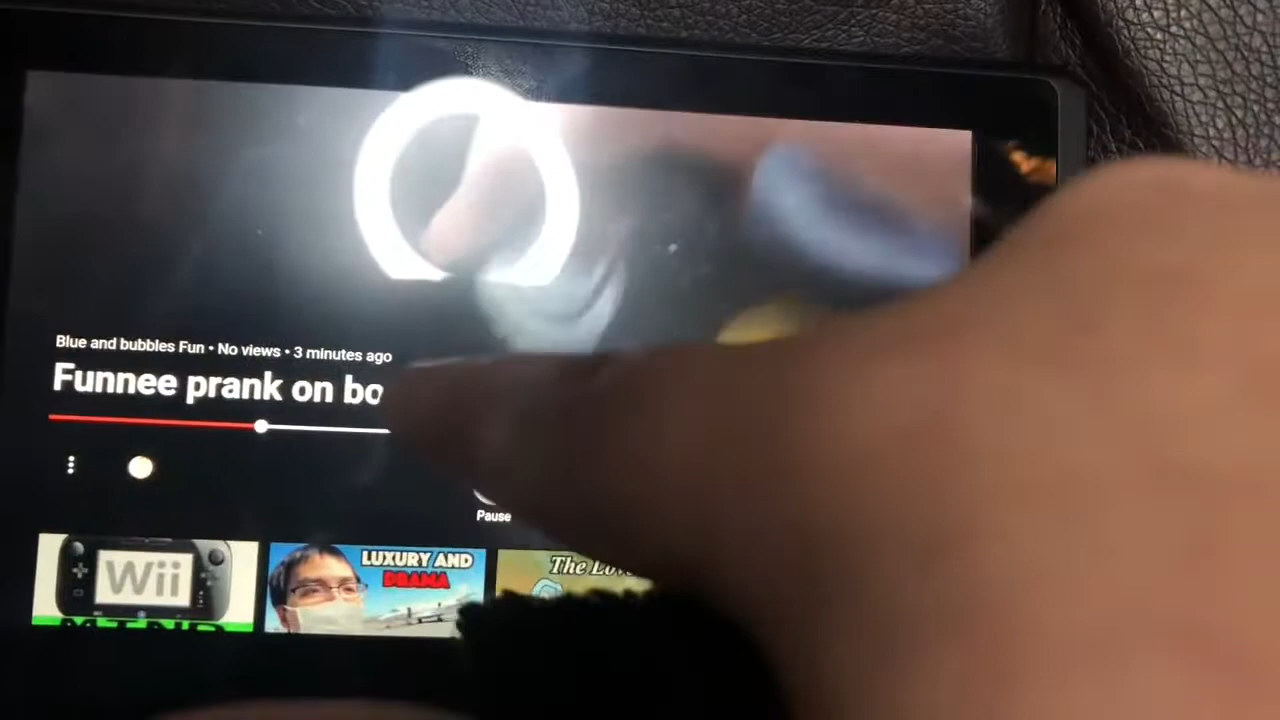 Blue and bubbles Fun • No views • 3 minutes ago
Funnee prank on bo
Pause
Wii
LUXURY AND
DRAMA
The Lov